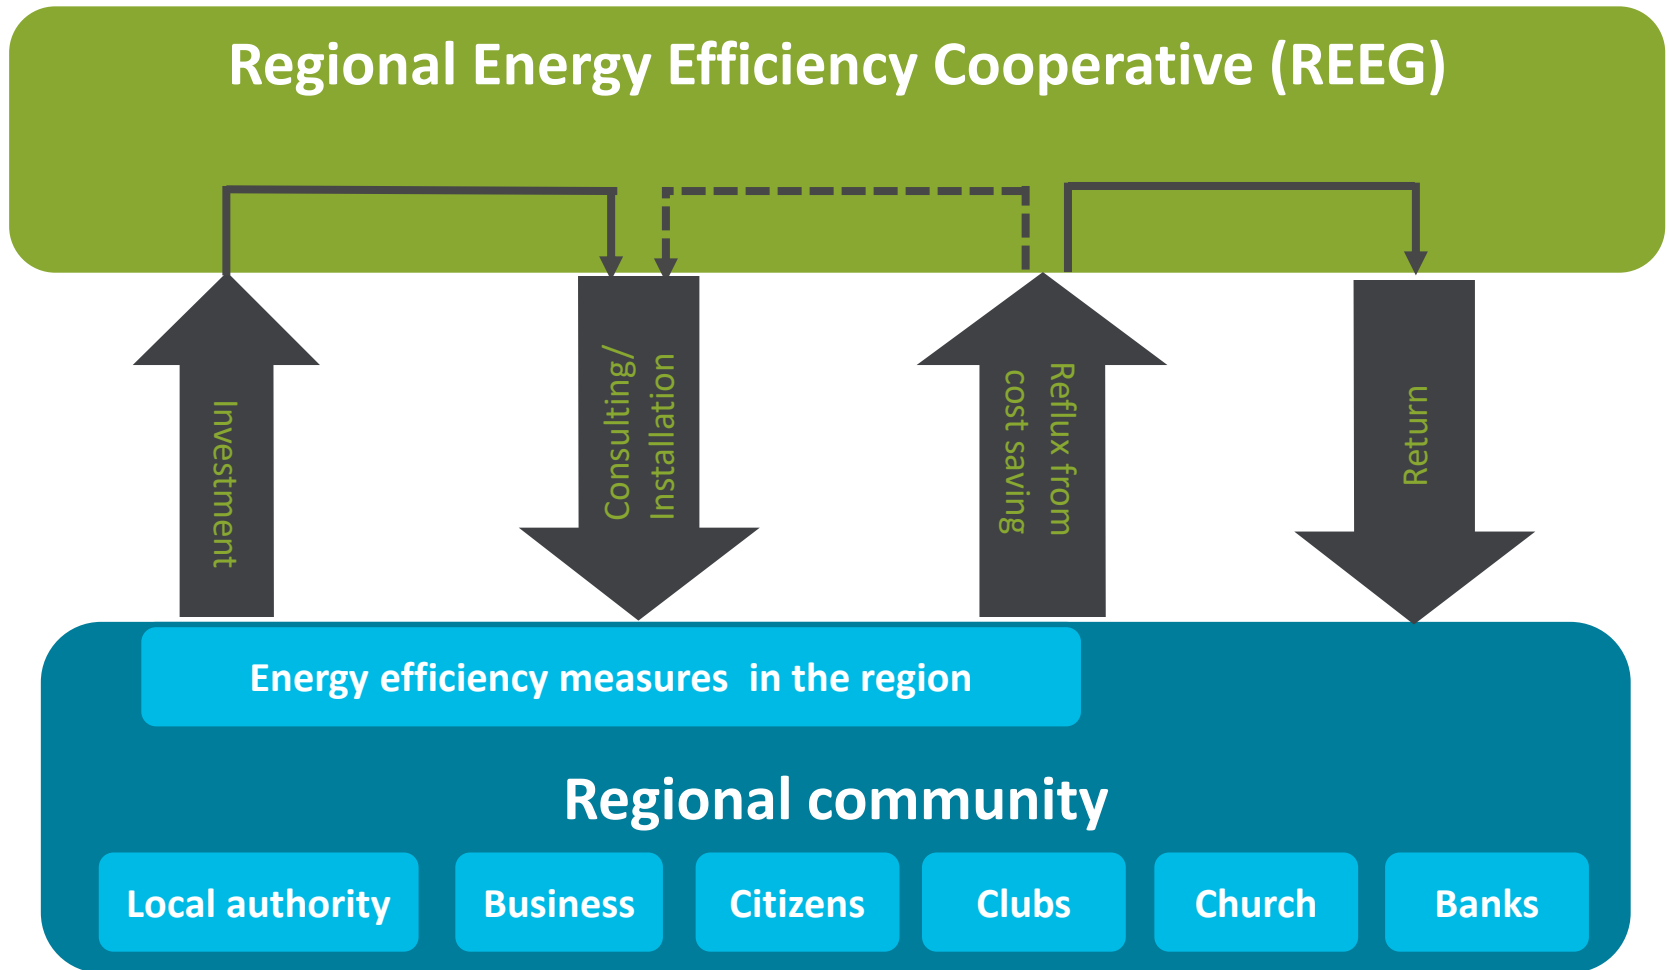 Regional Energy Efficiency Cooperative (REEG)
Investment
Consulting/
Installation
Reflux from
cost saving
Return
Energy efficiency measures  in the region
Regional community
Local authority
Business
Citizens
Clubs
Church
Banks